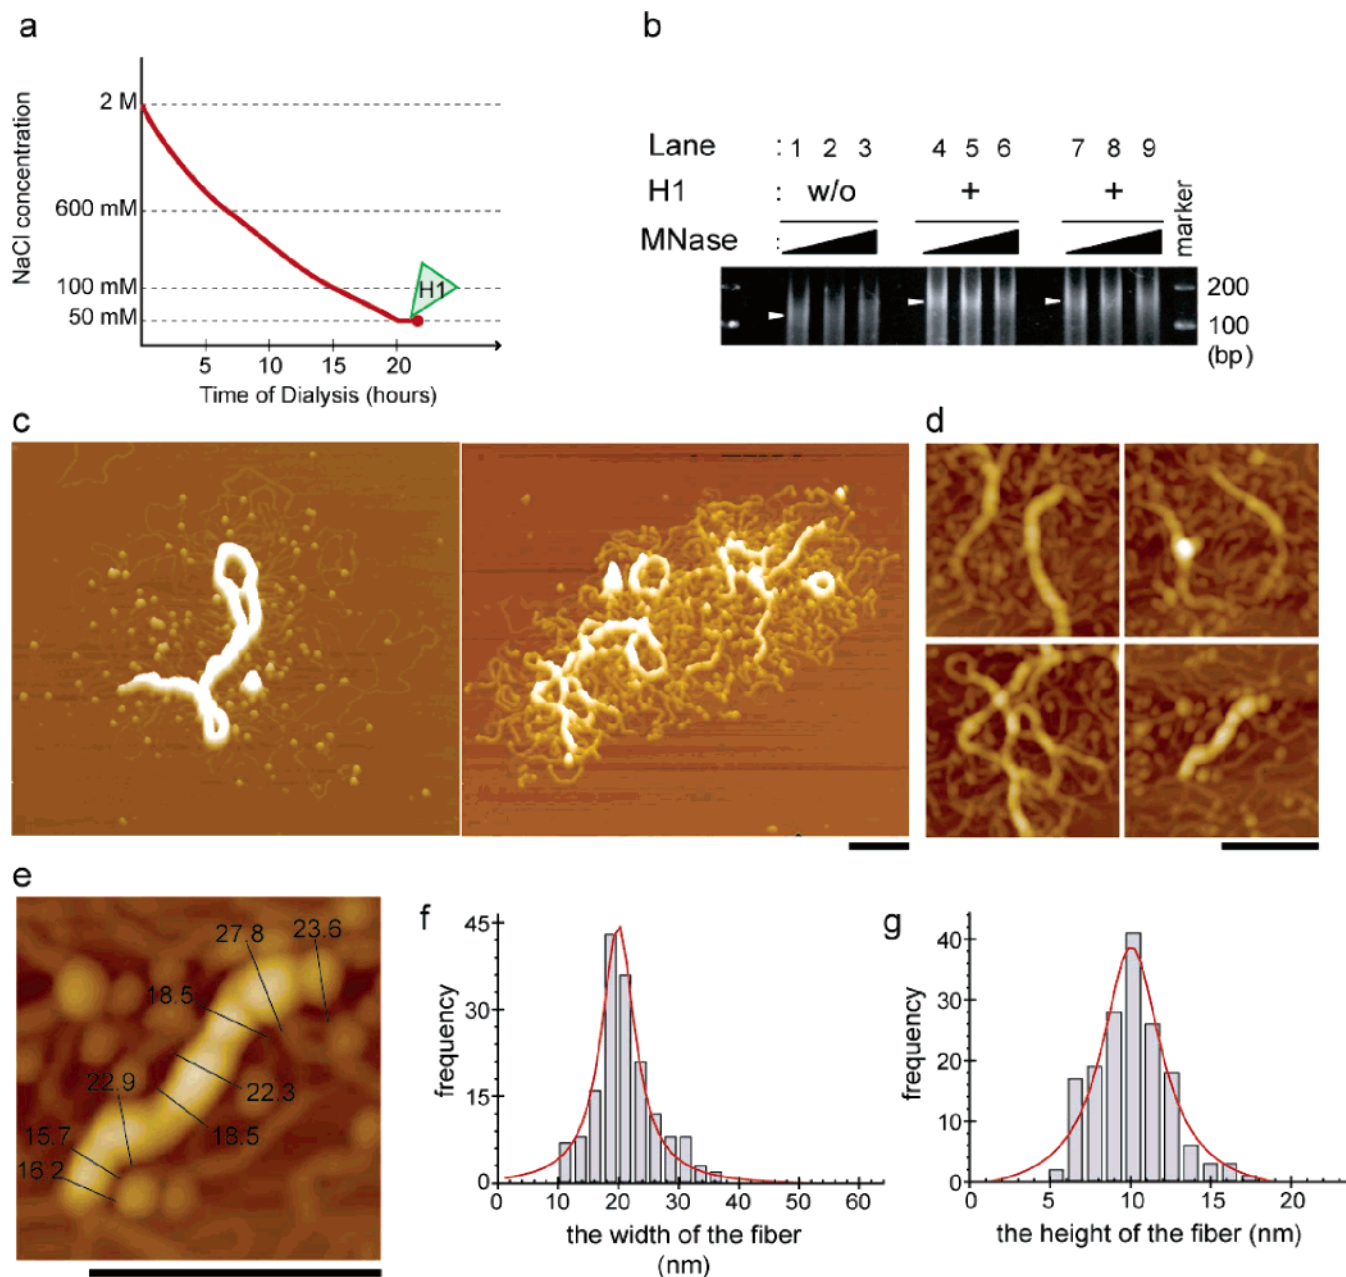 a
NaCl concentration
2 M
600 mM
100 mM
50 mM
H1
5 10 15 20
Time of Dialysis (hours)
b
Lane : 1 2 3 4 5 6 7 8 9
H1 : w/o + +
MNase :
marker
200
100
(bp)
c
d
e
27.8
23.6
18.5
22.9
22.3
15.7
18.5
16.2
f
frequency
45
30
15
0
0 10 20 30 40 50 60
the width of the fiber
(nm)
g
frequency
40
30
20
10
0
0 5 10 15 20
the height of the fiber (nm)